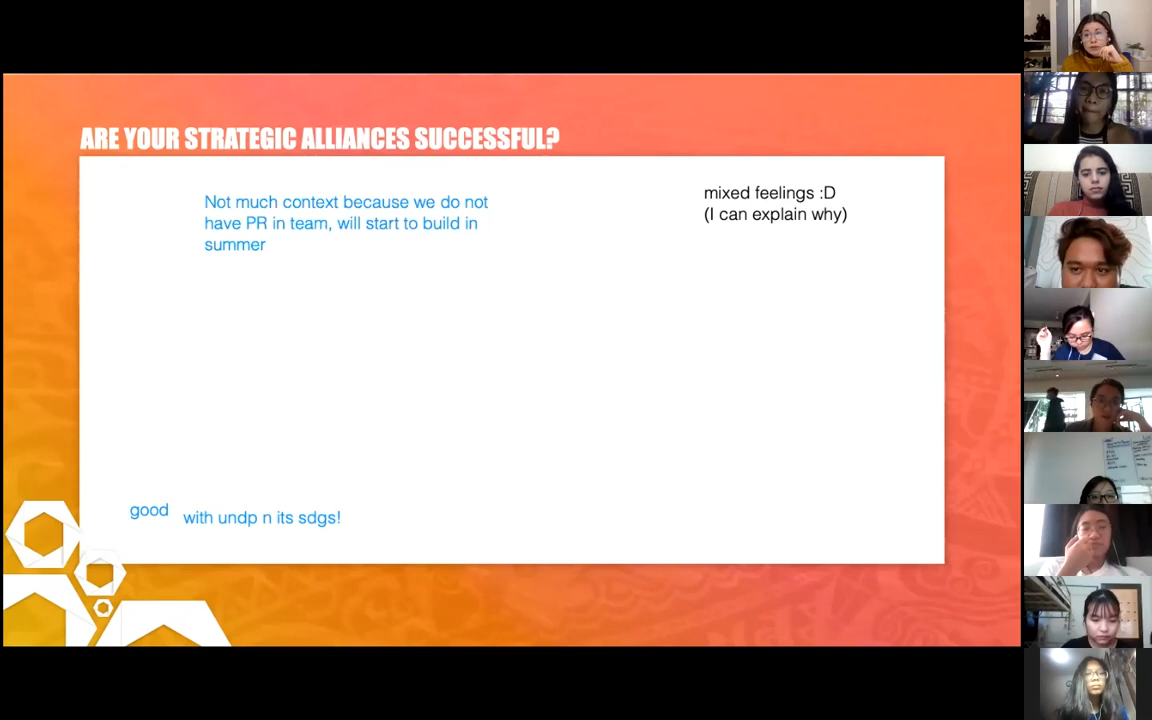 ARE YOUR STRATEGIC ALLIANCES SUCCESSFUL?
Not much context because we do not
have PR in team, will start to build in
summer
mixed feelings :D
(I can explain why)
good
with undp n its sdgs!